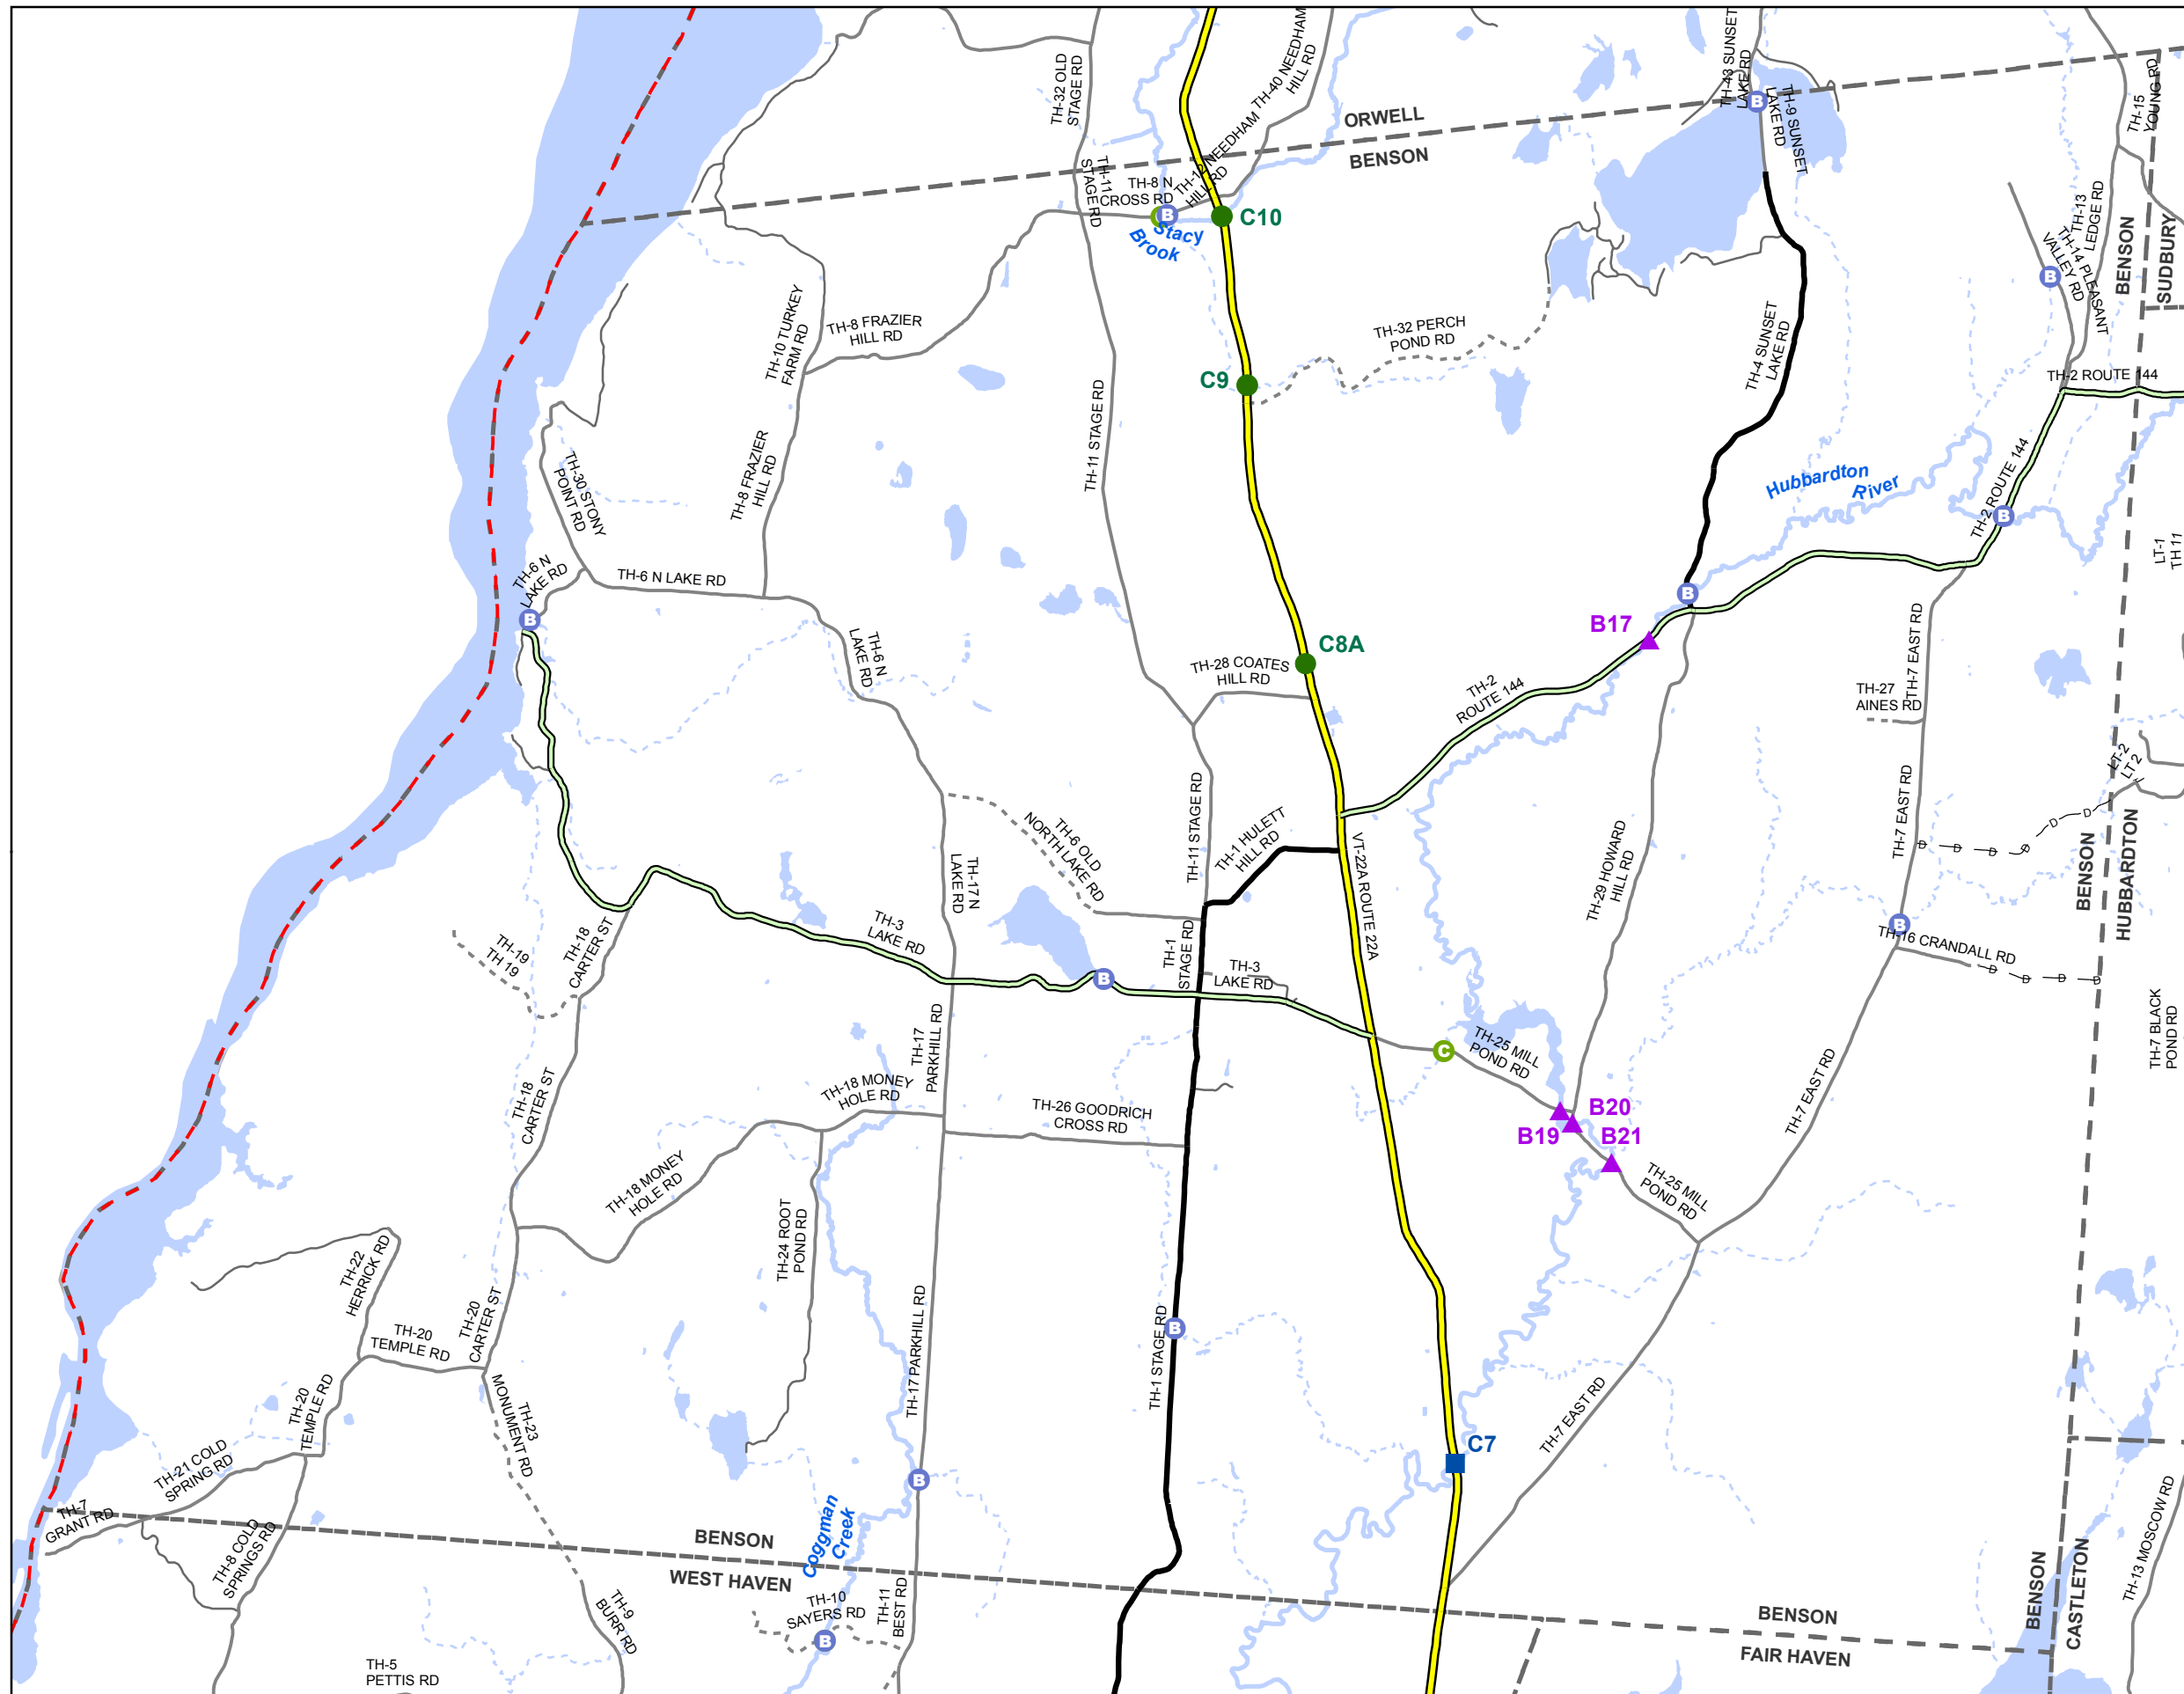 TH-32 OLD
STAGE RD
TH-40 NEEDHAM
HILL RD
TH-43 SUNSET
LAKE RD
TH-9 SUNSET
LAKE RD
TH-15
YOUNG RD
ORWELL
BENSON
TH-11
STAGE RD
TH-8 N
CROSS RD
TH-12 NEEDHAM
HILL RD
B
B
C10
Stacy
Brook
TH-13
LEDGE RD
TH-14 PLEASANT
VALLEY RD
B
BENSON
SUDBURY
TH-10 TURKEY
FARM RD
TH-8 FRAZIER
HILL RD
TH-32 PERCH
POND RD
TH-4 SUNSET
LAKE RD
C9
TH-2 ROUTE 144
TH-11 STAGE RD
TH-30 STONY
POINT RD
TH-8 FRAZIER
HILL RD
Hubbardton
River
TH-2 ROUTE 144
B
LT-1
TH 11
TH-6 N
LAKE RD
TH-6 N LAKE RD
B
B
B17
TH-6 N
LAKE RD
C8A
TH-28 COATES
HILL RD
TH-2
ROUTE 144
TH-7 EAST RD
TH-27
AINES RD
LT-2
LT 2
TH-11 STAGE RD
TH-1 HULETT
HILL RD
TH-6 OLD
NORTH LAKE RD
VT-22A ROUTE 22A
TH-29 HOWARD
HILL RD
TH-7 EAST RD
D
D
D
D
D
D
BENSON
HUBBARDTON
TH-17 N
LAKE RD
TH-3
LAKE RD
TH-18
CARTER ST
TH-19
TH 19
TH-1
STAGE RD
TH-3
LAKE RD
B
B
TH-16 CRANDALL RD
D
D
D
D
TH-7 BLACK
POND RD
TH-17
PARKHILL RD
C
TH-25 MILL
POND RD
TH-18 MONEY
HOLE RD
TH-26 GOODRICH
CROSS RD
TH-18
CARTER ST
TH-7 EAST RD
B20
B19
B21
TH-18 MONEY
HOLE RD
TH-25 MILL
POND RD
TH-24 ROOT
POND RD
TH-22
HERRICK RD
TH-20
CARTER ST
TH-20
TEMPLE RD
TH-17 PARKHILL RD
TH-1 STAGE RD
B
TH-20
TEMPLE RD
TH-23
MONUMENT RD
TH-7 EAST RD
C7
TH-21 COLD
SPRING RD
B
TH-7
GRANT RD
TH-8 COLD
SPRINGS RD
Coggman
Creek
BENSON
WEST HAVEN
TH-13 MOSCOW RD
BENSON
CASTLETON
TH-9
BURR RD
TH-10
SAYERS RD
B
TH-11
BEST RD
BENSON
FAIR HAVEN
TH-5
PETTIS RD